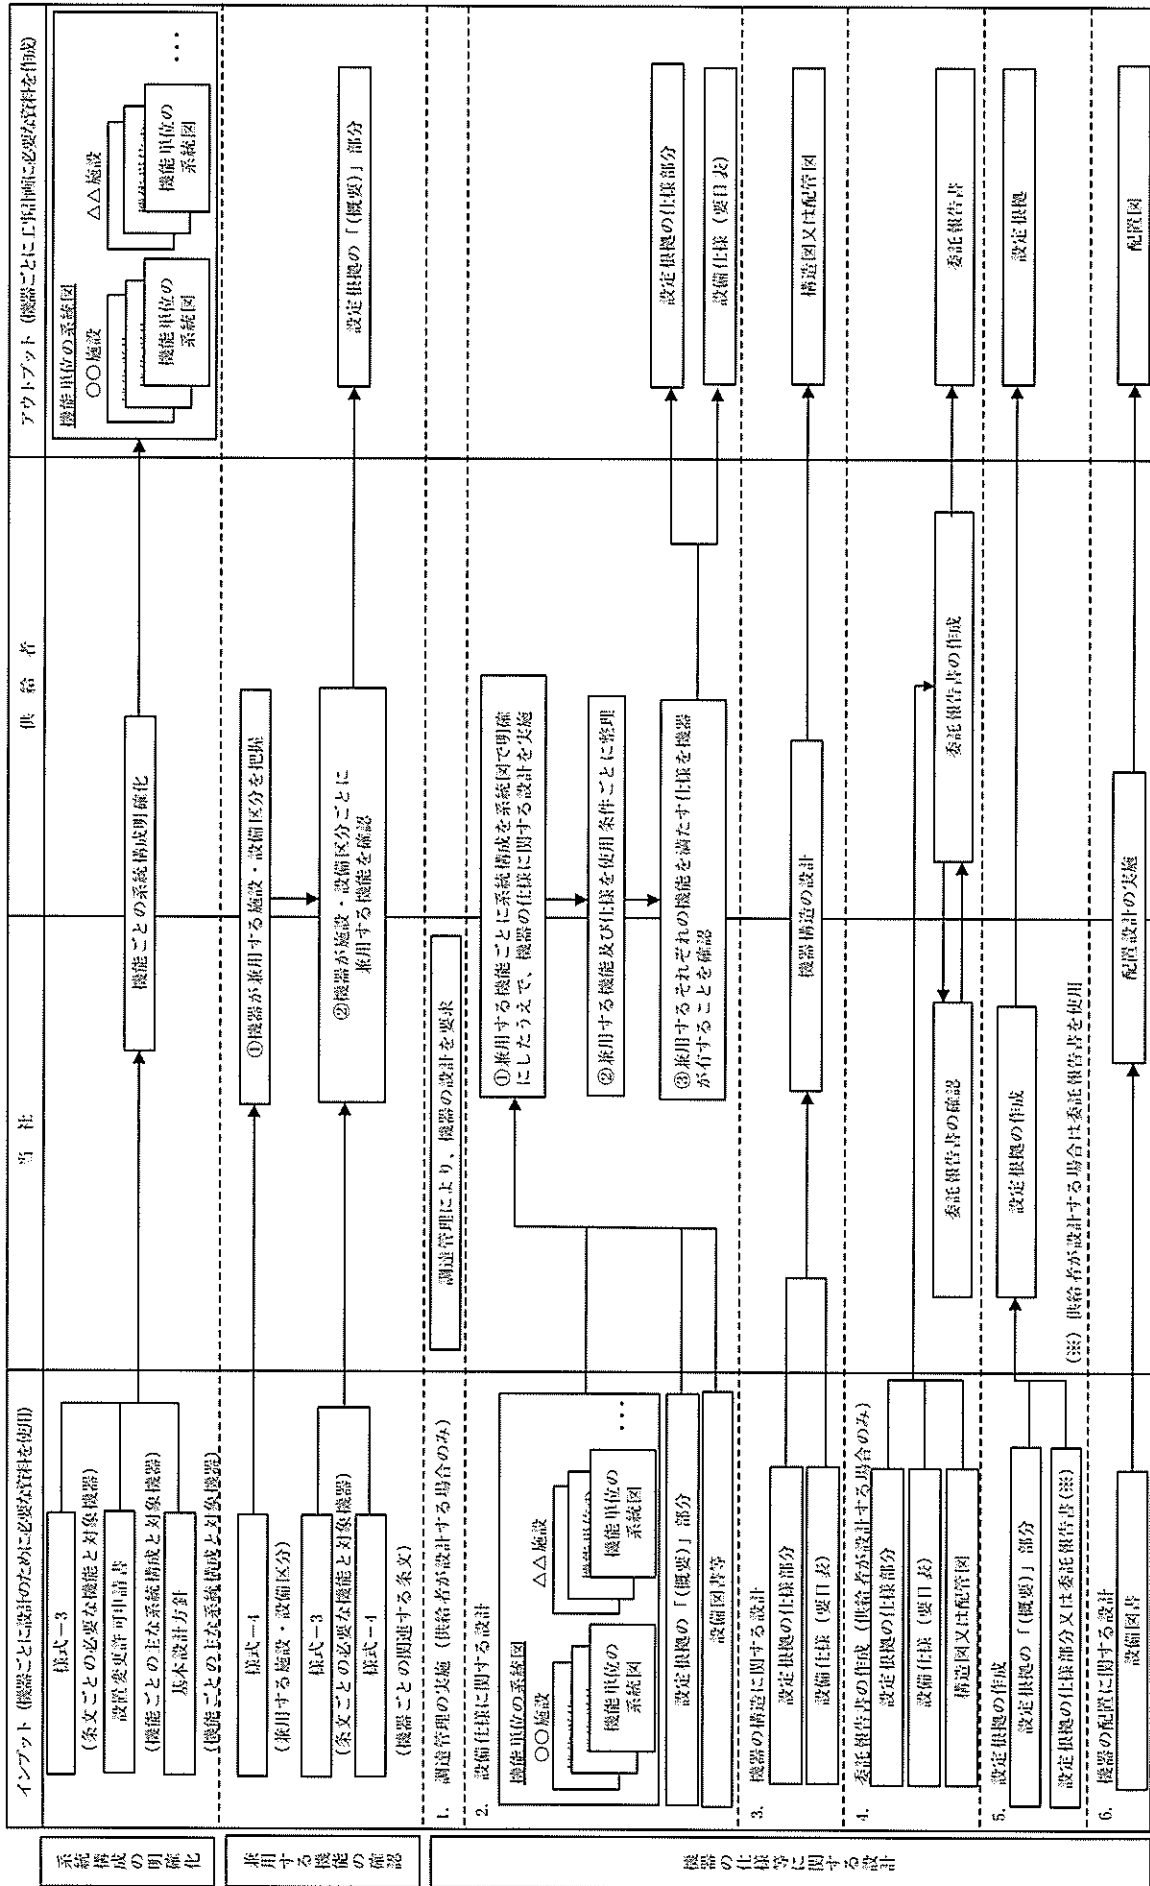 インプット (機器ごとに設計のために必要な資料を使用)
当 社
供 給 者
アウトプット (機器ごとに工事計画に必要な資料を作成)
系統構成の明確化
様式－3
(条文ごとの必要な機能と対象機器)
設置変更許可申請書
(機能ごとの主な系統構成と対象機器)
基本設計方針
(機能ごとの主な系統構成と対象機器)
機能ごとの系統構成明確化
機能単位の系統図
○○施設
機能単位の
系統図
△△施設
機能単位の
系統図
・・・
兼用する機能の確認
様式－4
(兼用する施設・設備区分)
様式－3
(条文ごとの必要な機能と対象機器)
様式－4
(機器ごとの関連する条文)
①機器が兼用する施設・設備区分を把握
②機器が施設・設備区分ごとに
兼用する機能を確認
設定根拠の「(概要)」部分
機器の仕様等に関する設計
1. 調達管理の実施 (供給者が設計する場合のみ)
調達管理により、機器の設計を要求
2. 設備仕様に関する設計
機能単位の系統図
○○施設
機能単位の
系統図
△△施設
機能単位の
系統図
・・・
設定根拠の「(概要)」部分
設備図書等
①兼用する機能ごとに系統構成を系統図で明確
にしたうえで、機器の仕様に関する設計を実施
②兼用する機能及び仕様を使用条件ごとに整理
③兼用するそれぞれの機能を満たす仕様を機器
が有することを確認
設定根拠の仕様部分
設備仕様 (要目表)
3. 機器の構造に関する設計
設定根拠の仕様部分
設備仕様 (要目表)
機器構造の設計
構造図又は配管図
4. 委託報告書の作成 (供給者が設計する場合のみ)
設定根拠の仕様部分
設備仕様 (要目表)
構造図又は配管図
委託報告書の確認
委託報告書の作成
委託報告書
5. 設定根拠の作成
設定根拠の「(概要)」部分
設定根拠の仕様部分又は委託報告書(※)
設定根拠の作成
(※) 供給者が設計する場合は委託報告書を使用
設定根拠
6. 機器の配置に関する設計
設備図書
配置設計の実施
配置図